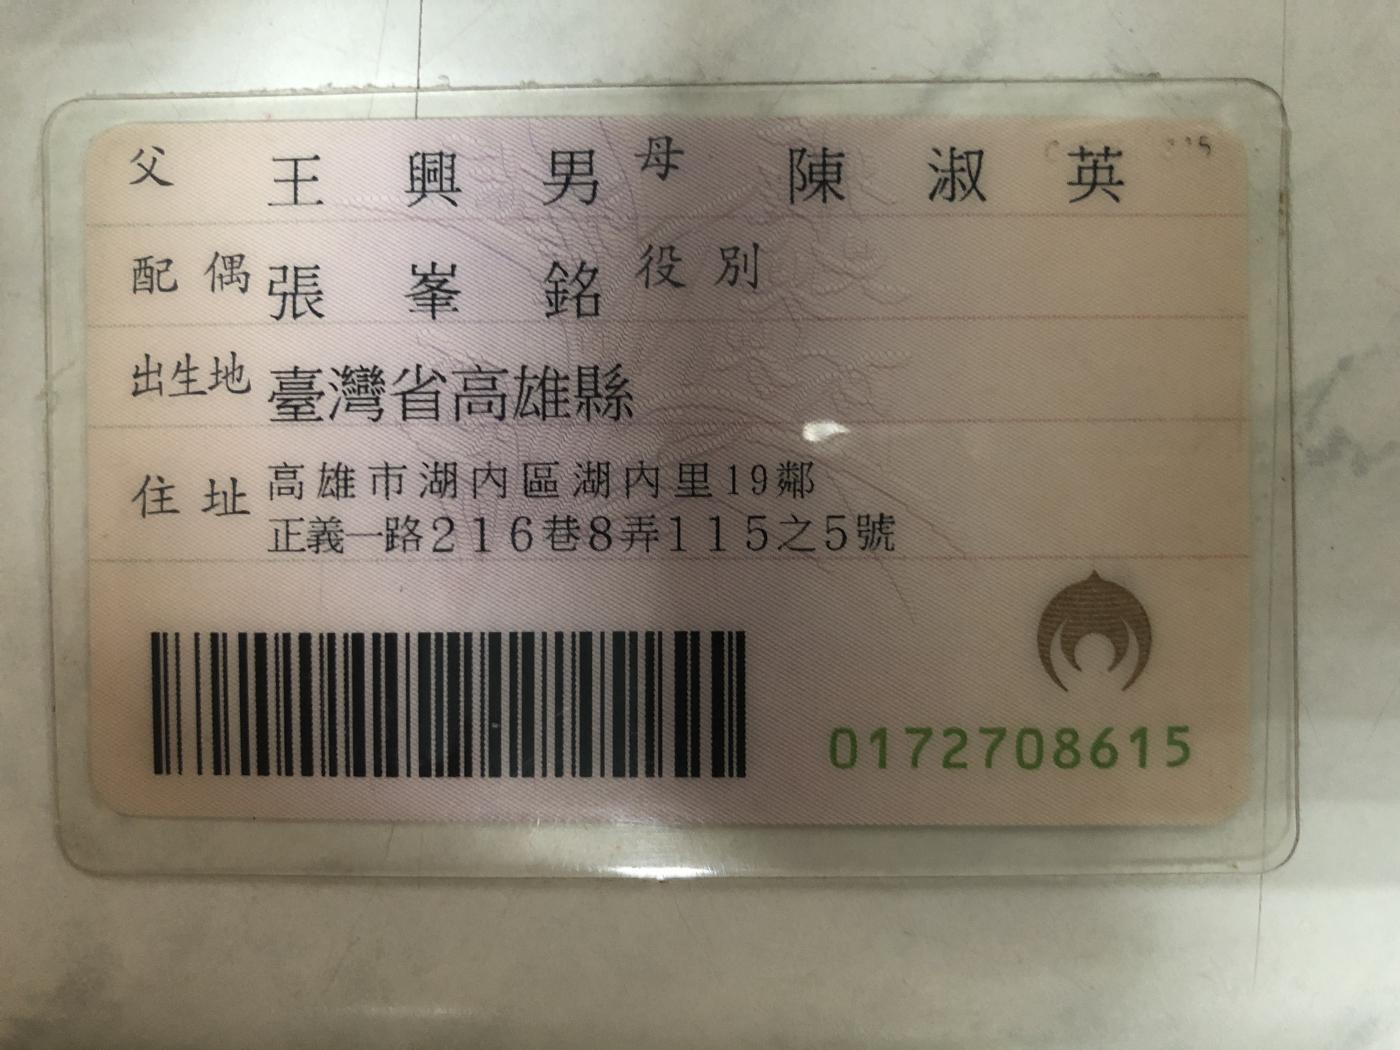 父 王興男 母 陳淑英
配偶 張峯銘 役別
出生地 臺灣省高雄縣
住址 高雄市湖內區湖內里19鄰
正義一路216巷8弄115之5號
0172708615